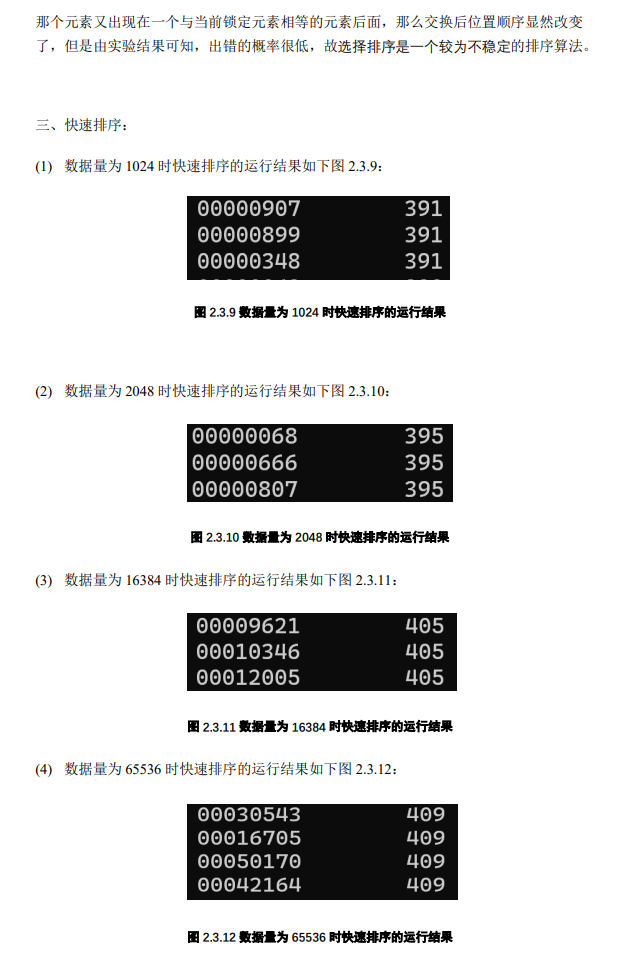 那个元素又出现在一个与当前锁定元素相等的元素后面，那么交换后位置顺序显然改变
了，但是由实验结果可知，出错的概率很低，故选择排序是一个较为不稳定的排序算法。
三、快速排序：
(1) 数据量为 1024 时快速排序的运行结果如下图 2.3.9：
00000907 391
00000899 391
00000348 391
图 2.3.9 数据量为 1024 时快速排序的运行结果
(2) 数据量为 2048 时快速排序的运行结果如下图 2.3.10：
00000068 395
00000666 395
00000807 395
图 2.3.10 数据量为 2048 时快速排序的运行结果
(3) 数据量为 16384 时快速排序的运行结果如下图 2.3.11：
00009621 405
00010346 405
00012005 405
图 2.3.11 数据量为 16384 时快速排序的运行结果
(4) 数据量为 65536 时快速排序的运行结果如下图 2.3.12：
00030543 409
00016705 409
00050170 409
00042164 409
图 2.3.12 数据量为 65536 时快速排序的运行结果